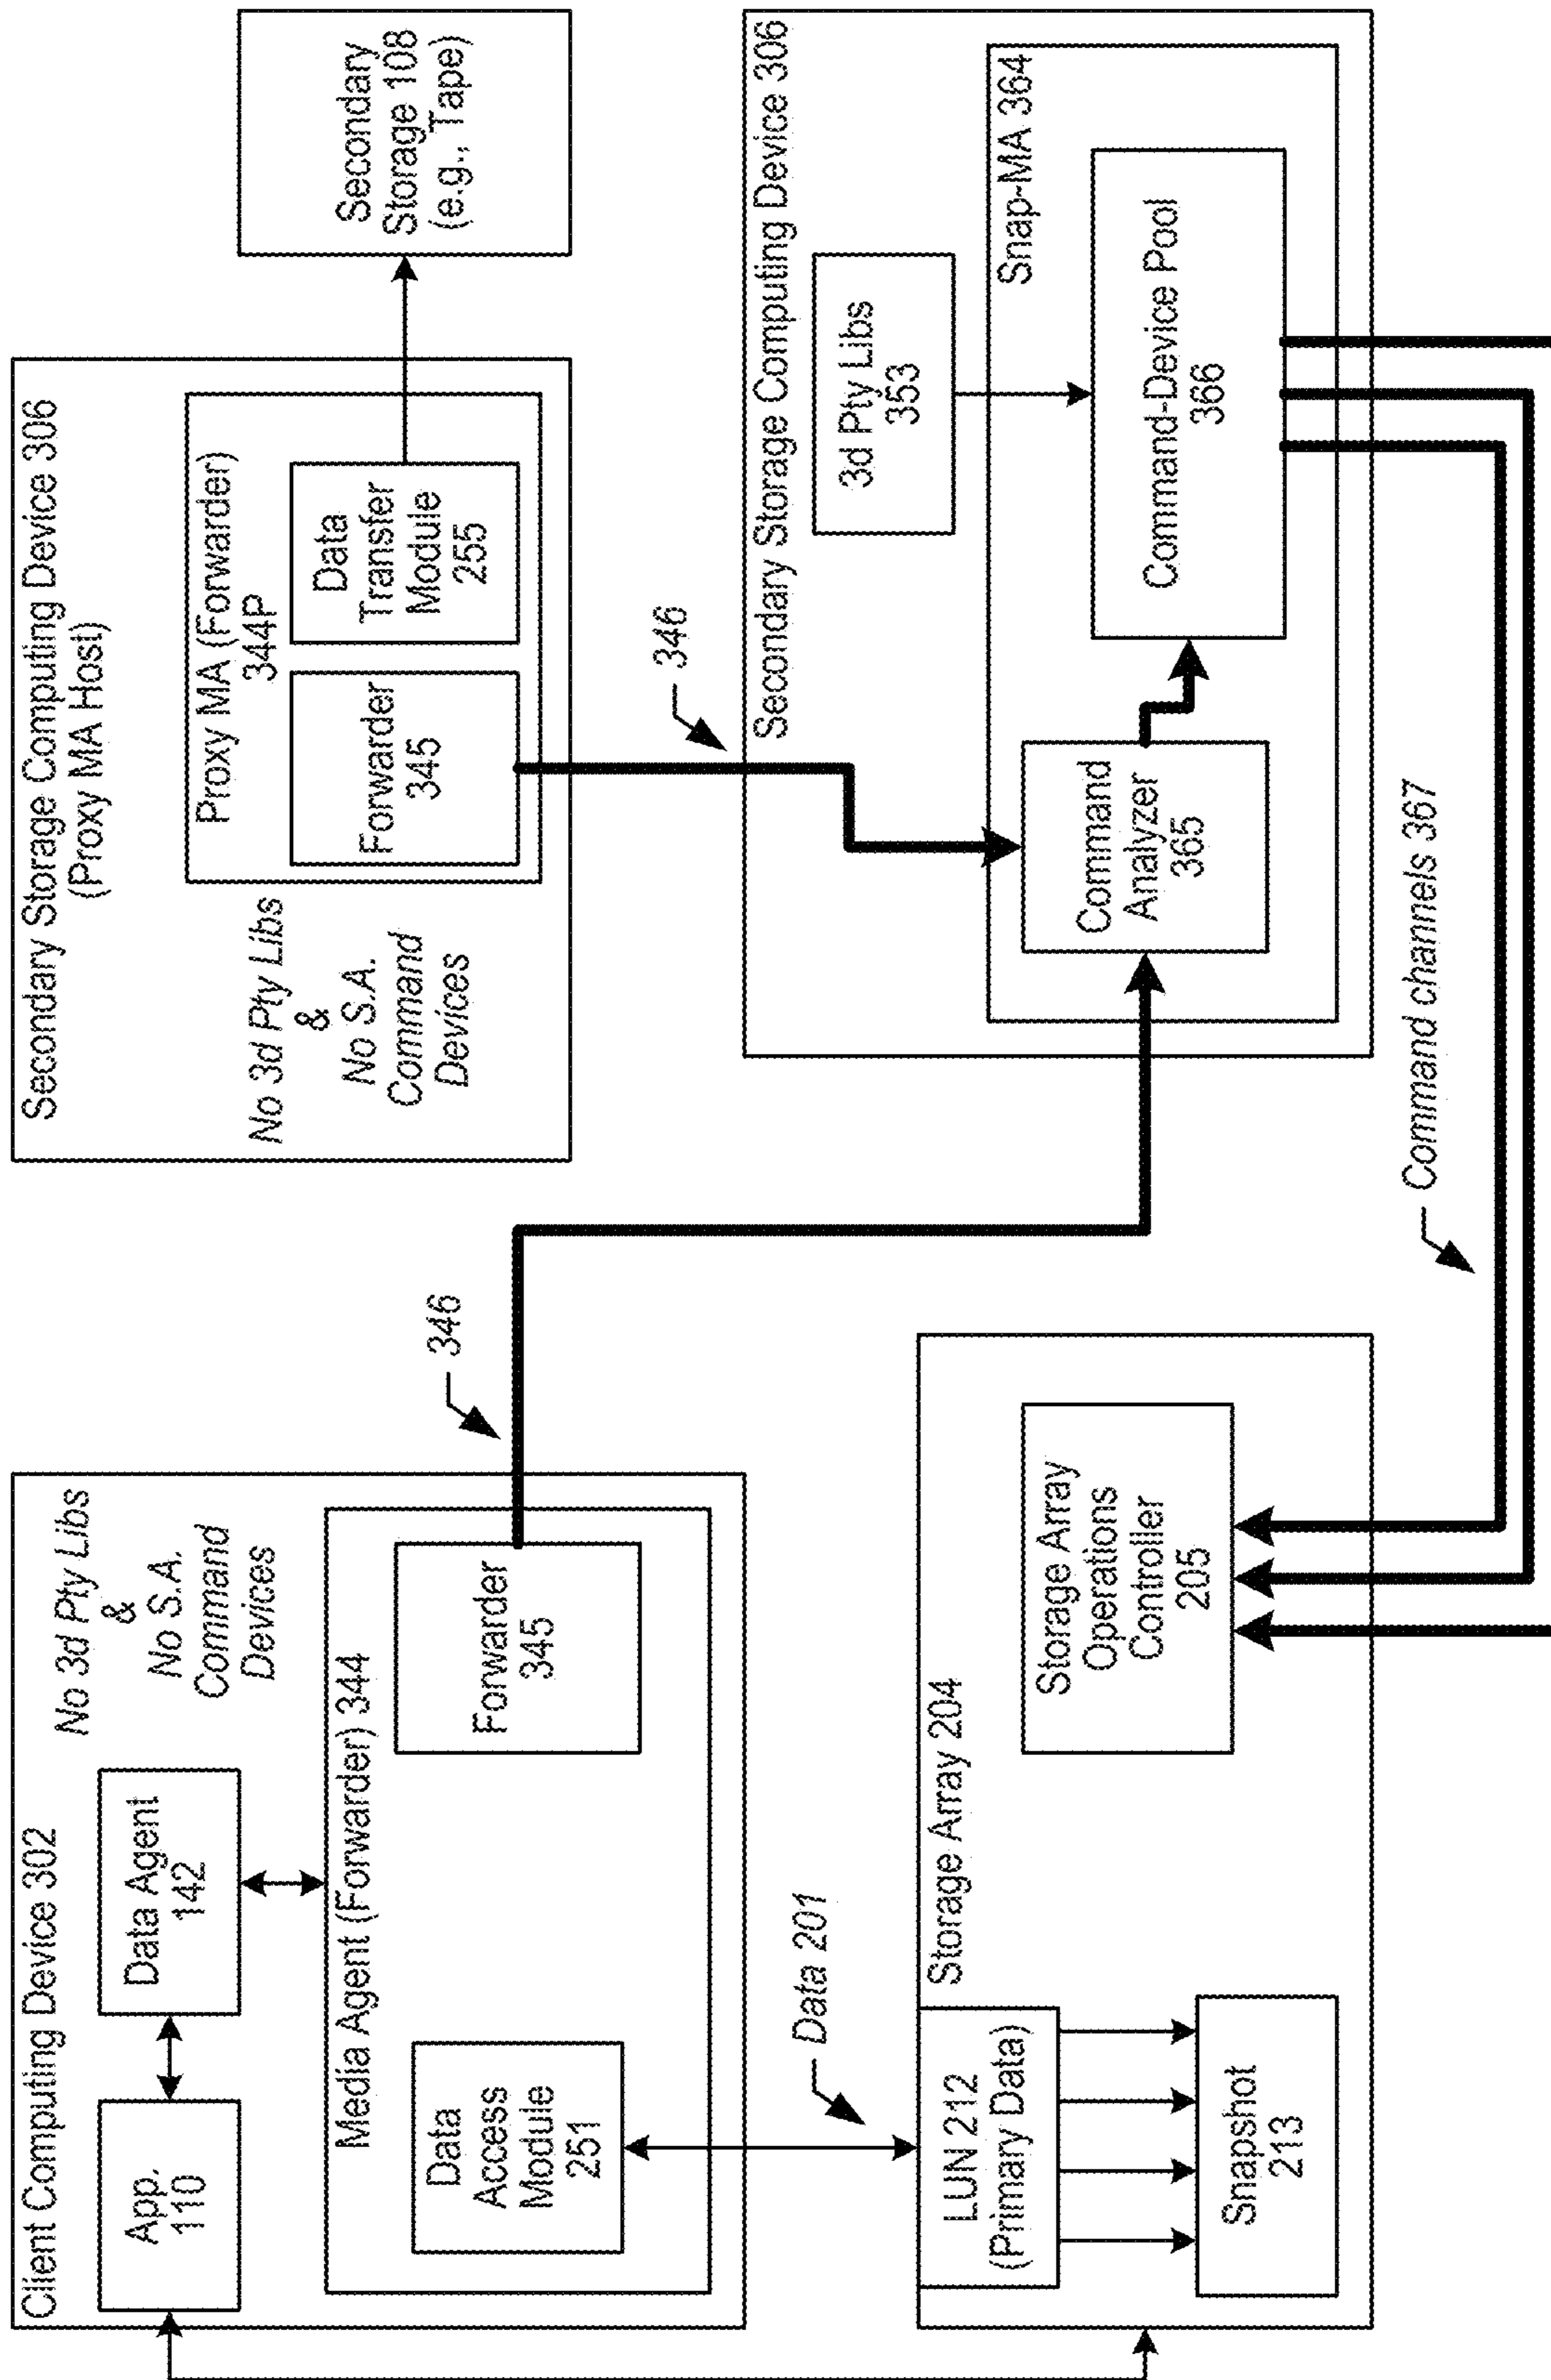 Client Computing Device 302
App.
110
Data Agent
142
No 3d Pty Libs
&
No S.A.
Command
Devices
Media Agent (Forwarder) 344
Data
Access
Module
251
Forwarder
345
346
Data 201
Storage Array 204
LUN 212
(Primary Data)
Snapshot
213
Storage Array
Operations
Controller
205
Secondary Storage Computing Device 306
(Proxy MA Host)
No 3d Pty Libs
&
No S.A.
Command
Devices
Proxy MA (Forwarder)
344P
Forwarder
345
Data
Transfer
Module
255
Secondary
Storage 108
(e.g., Tape)
346
Secondary Storage Computing Device 306
3d Pty Libs
353
Snap-MA 364
Command
Analyzer
365
Command-Device Pool
366
Command channels 367